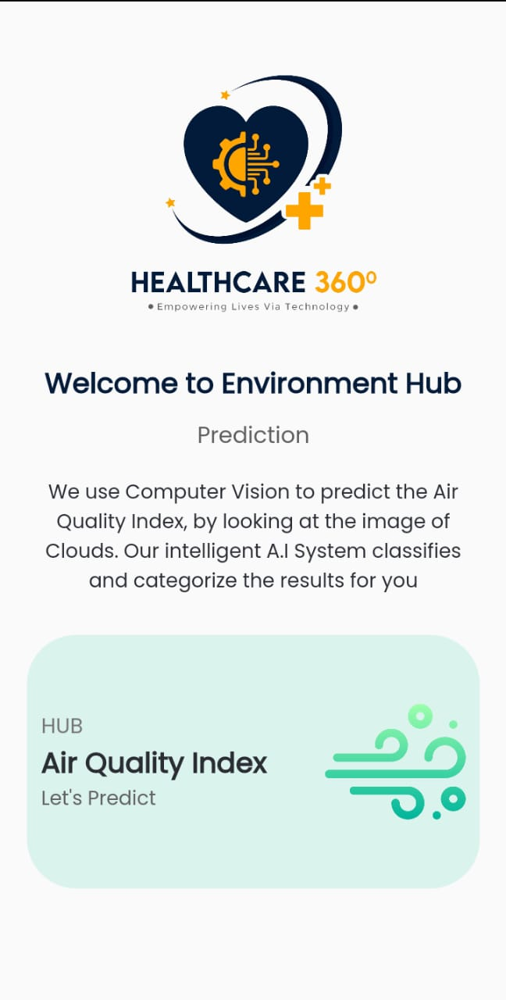 HEALTHCARE 360⁰
• Empowering Lives Via Technology •
Welcome to Environment Hub
Prediction
We use Computer Vision to predict the Air
Quality Index, by looking at the image of
Clouds. Our intelligent A.I System classifies
and categorize the results for you
HUB
Air Quality Index
Let's Predict